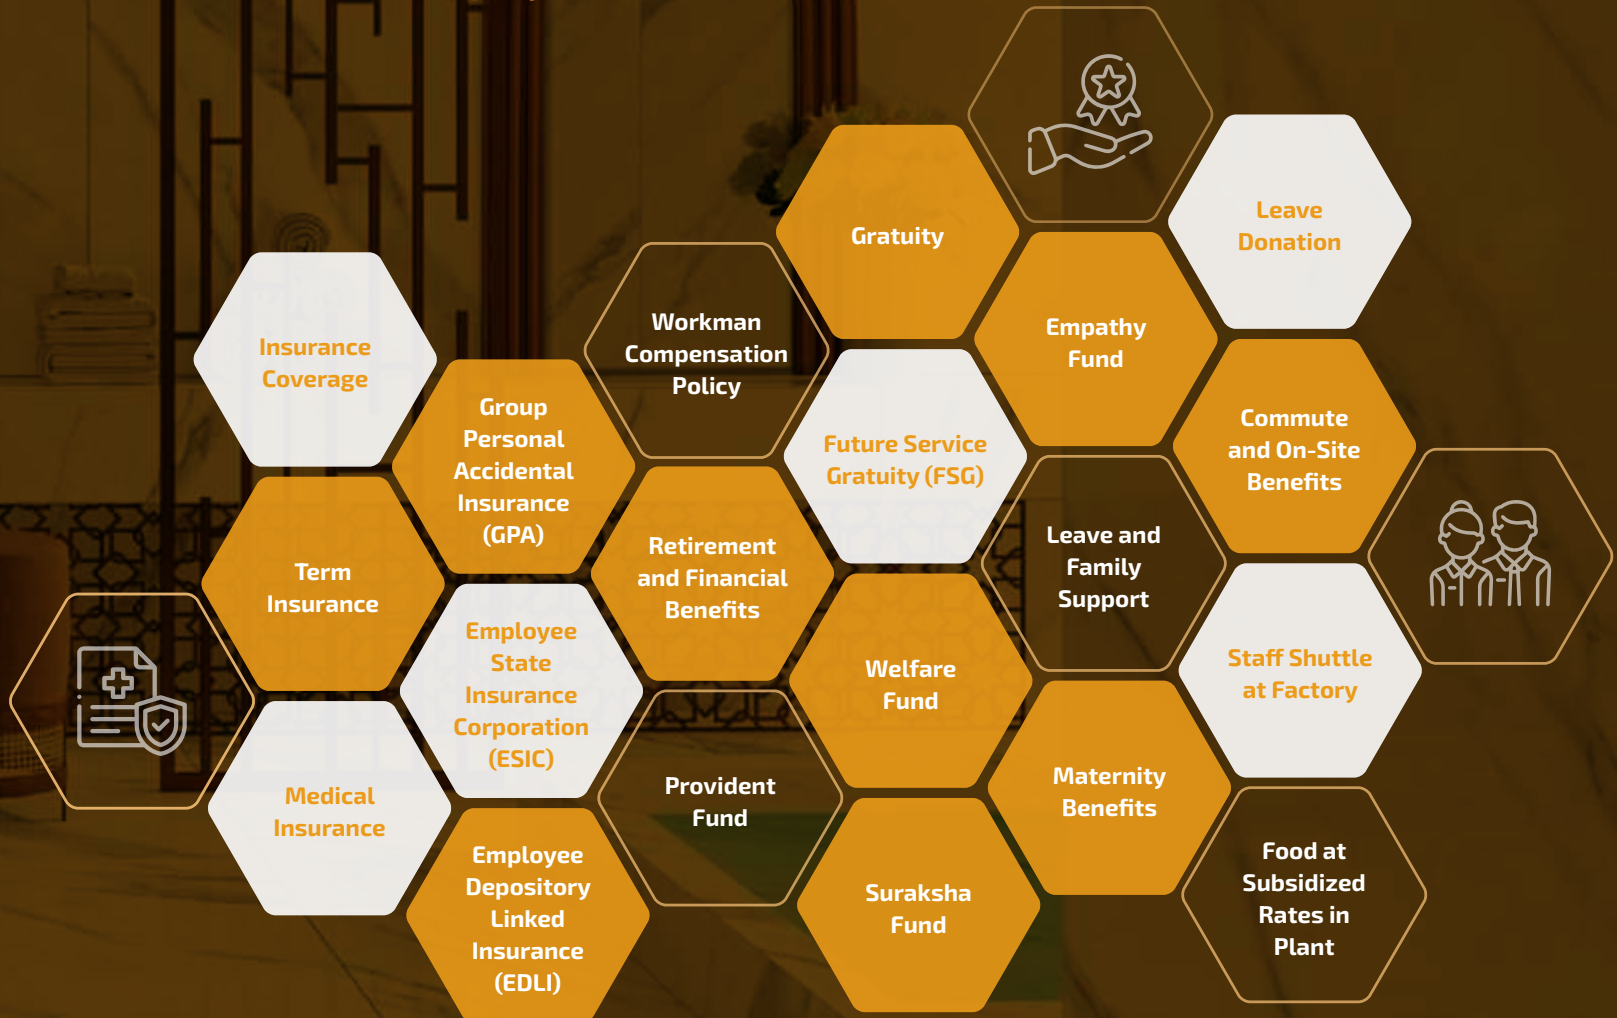 Insurance
Coverage
Term
Insurance
Medical
Insurance
Group
Personal
Accidental
Insurance
(GPA)
Employee
State
Insurance
Corporation
(ESIC)
Employee
Depository
Linked
Insurance
(EDLI)
Workman
Compensation
Policy
Retirement
and Financial
Benefits
Provident
Fund
Gratuity
Future Service
Gratuity (FSG)
Welfare
Fund
Suraksha
Fund
Empathy
Fund
Leave and
Family
Support
Maternity
Benefits
Leave
Donation
Commute
and On-Site
Benefits
Staff Shuttle
at Factory
Food at
Subsidized
Rates in
Plant